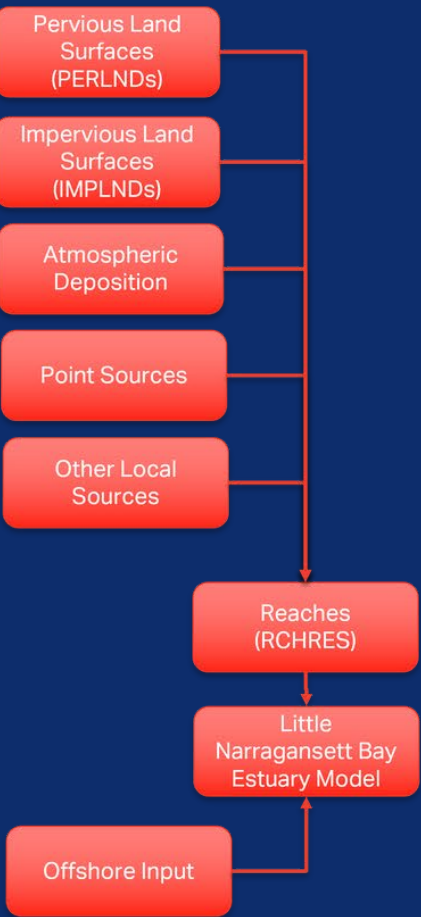 Pervious Land
Surfaces
(PERLNDs)
Impervious Land
Surfaces
(IMPLNDs)
Atmospheric
Deposition
Point Sources
Other Local
Sources
Reaches
(RCHRES)
Little
Narragansett Bay
Estuary Model
Offshore Input